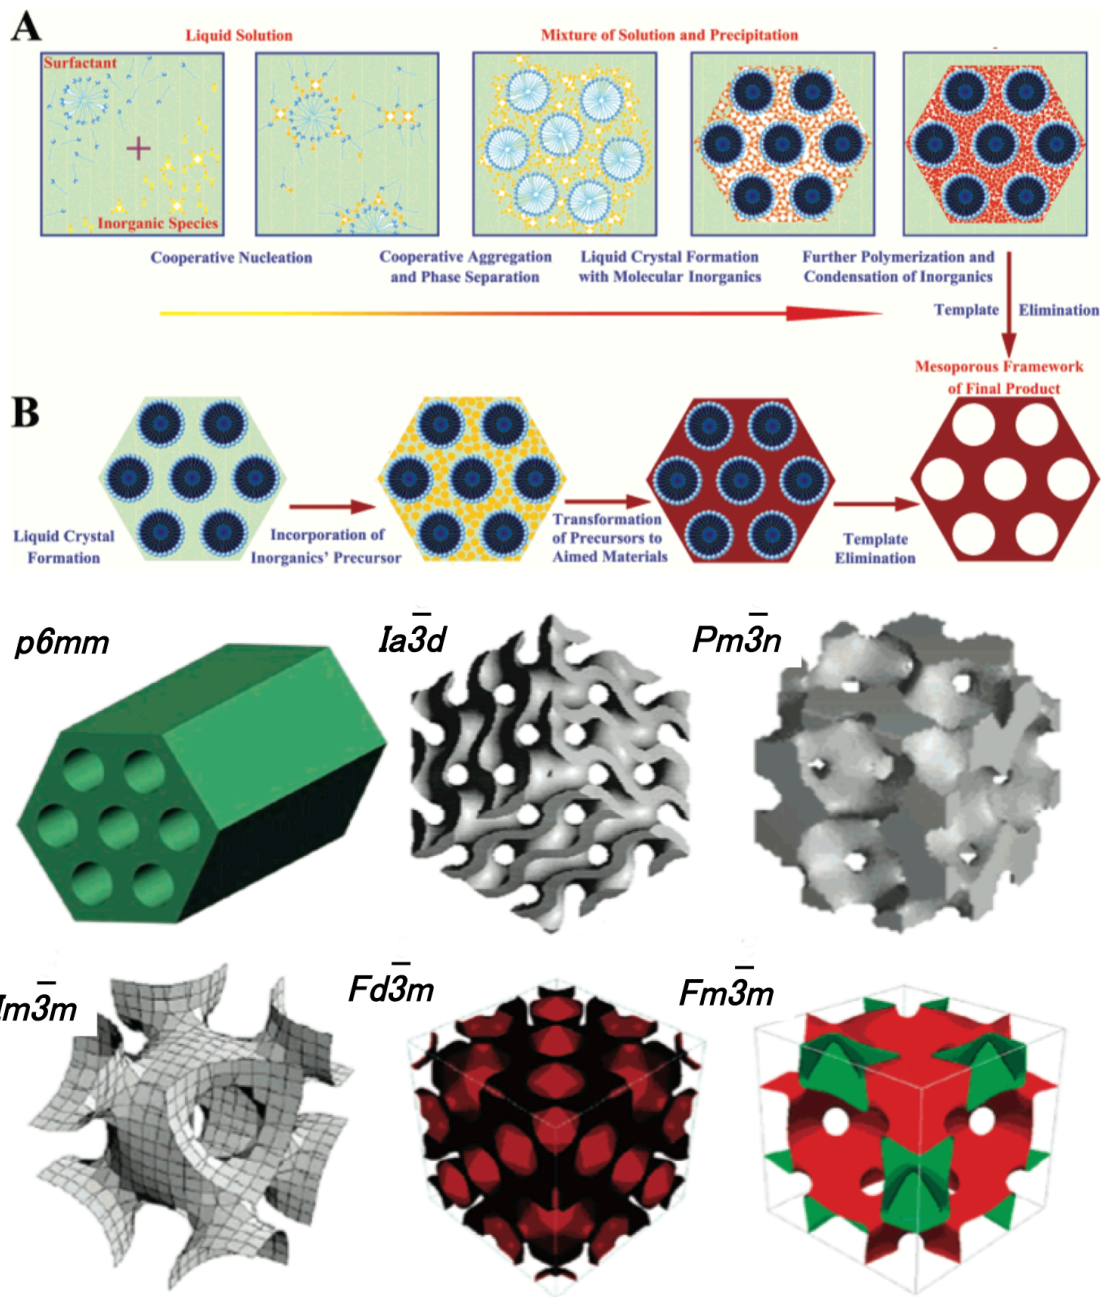 A
Liquid Solution
Mixture of Solution and Precipitation
Surfactant
Inorganic Species
Cooperative Nucleation
Cooperative Aggregation
and Phase Separation
Liquid Crystal Formation
with Molecular Inorganics
Further Polymerization and
Condensation of Inorganics
Template Elimination
Mesoporous Framework
of Final Product
B
Liquid Crystal
Formation
Incorporation of
Inorganics' Precursor
Transformation
of Precursors to
Aimed Materials
Template
Elimination
p6mm
Ia3̅d
Pm3̅n
Im3̅m
Fd3̅m
Fm3̅m